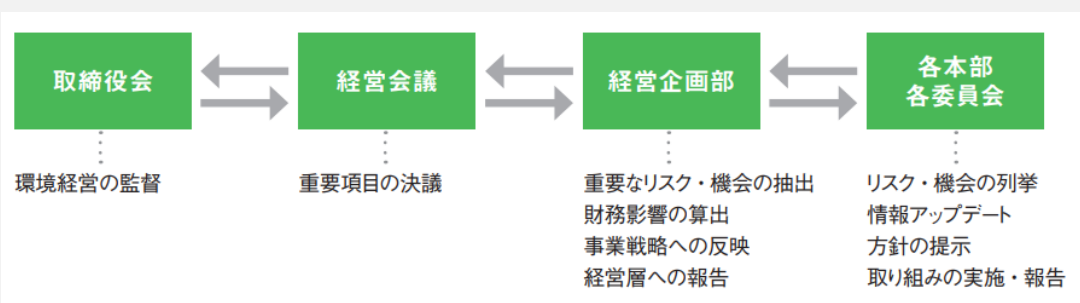 取締役会
経営会議
経営企画部
各本部
各委員会
環境経営の監督
重要項目の決議
重要なリスク・機会の抽出
財務影響の算出
事業戦略への反映
経営層への報告
リスク・機会の列挙
情報アップデート
方針の提示
取り組みの実施・報告